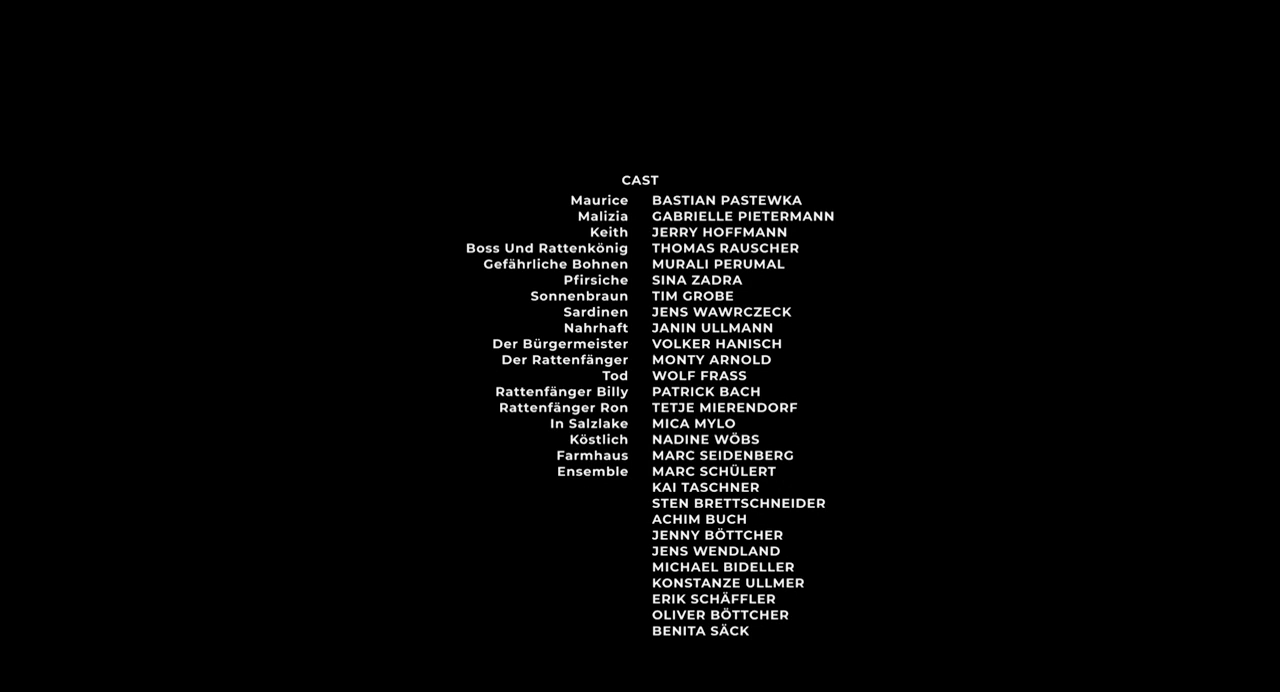 CAST
Maurice BASTIAN PASTEWKA
Malizia GABRIELLE PIETERMANN
Keith JERRY HOFFMANN
Boss Und Rattenkönig THOMAS RAUSCHER
Gefährliche Bohnen MURALI PERUMAL
Pfirsiche SINA ZADRA
Sonnenbraun TIM GROBE
Sardinen JENS WAWRCZECK
Nahrhaft JANIN ULLMANN
Der Bürgermeister VOLKER HANISCH
Der Rattenfänger MONTY ARNOLD
Tod WOLF FRASS
Rattenfänger Billy PATRICK BACH
Rattenfänger Ron TETJE MIERENDORF
In Salzlake MICA MYLO
Köstlich NADINE WÖBS
Farmhaus MARC SEIDENBERG
Ensemble MARC SCHÜLERT
KAI TASCHNER
STEN BRETTSCHNEIDER
ACHIM BUCH
JENNY BÖTTCHER
JENS WENDLAND
MICHAEL BIDELLER
KONSTANZE ULLMER
ERIK SCHÄFFLER
OLIVER BÖTTCHER
BENITA SÄCK